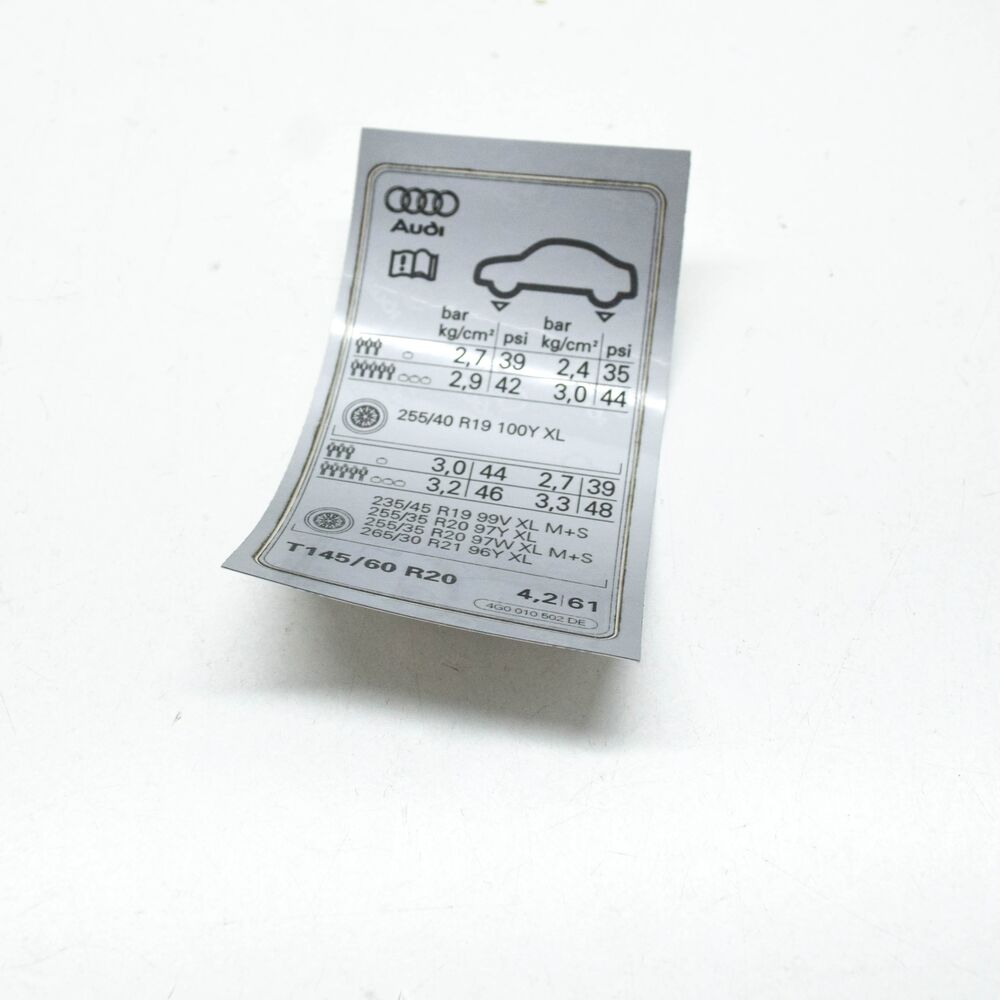 Audi
bar bar
kg/cm² psi kg/cm² psi
2,7 39 2,4 35
2,9 42 3,0 44
255/40 R19 100Y XL
3,0 44 2,7 39
3,2 46 3,3 48
235/45 R19 99V XL M+S
255/35 R20 97Y XL
255/35 R20 97W XL M+S
265/30 R21 96Y XL
T145/60 R20
4,2 61
4G0 010 502 DE